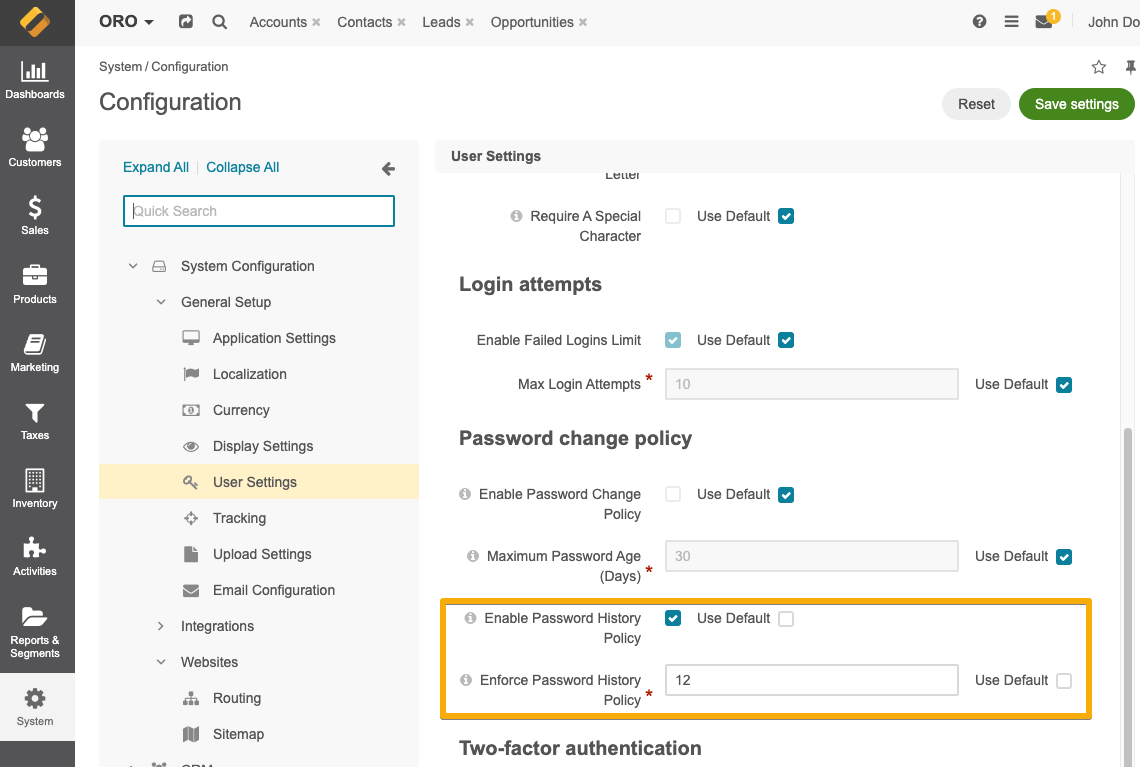 ORO
Accounts × Contacts × Leads × Opportunities ×
1
John Do
Dashboards
Customers
Sales
Products
Marketing
Taxes
Inventory
Activities
Reports &
Segments
System
System / Configuration
Configuration
Reset
Save settings
Expand All | Collapse All
Quick Search
System Configuration
General Setup
Application Settings
Localization
Currency
Display Settings
User Settings
Tracking
Upload Settings
Email Configuration
Integrations
Websites
Routing
Sitemap
User Settings
Letter
Require A Special Use Default
Character
Login attempts
Enable Failed Logins Limit Use Default
Max Login Attempts * 10 Use Default
Password change policy
Enable Password Change Use Default
Policy
Maximum Password Age 30 Use Default
(Days) *
Enable Password History Use Default
Policy
Enforce Password History 12 Use Default
Policy *
Two-factor authentication